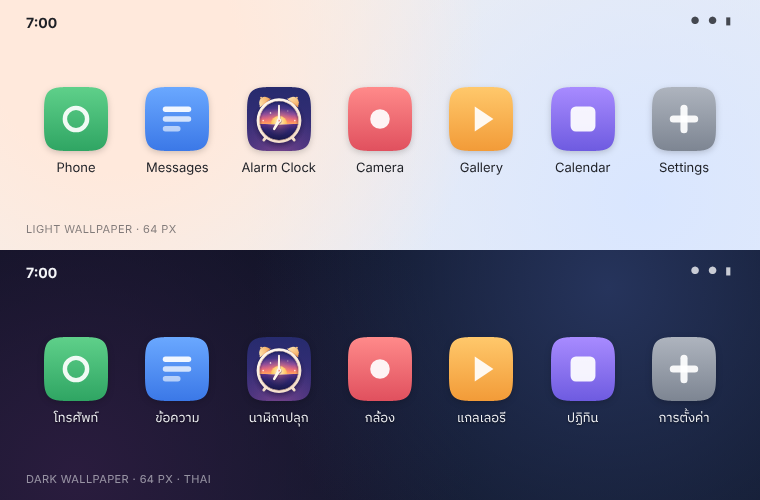 7:00
Phone Messages Alarm Clock Camera Gallery Calendar Settings
LIGHT WALLPAPER · 64 PX
7:00
โทรศัพท์ ข้อความ นาฬิกาปลุก กล้อง แกลเลอรี ปฏิทิน การตั้งค่า
DARK WALLPAPER · 64 PX · THAI